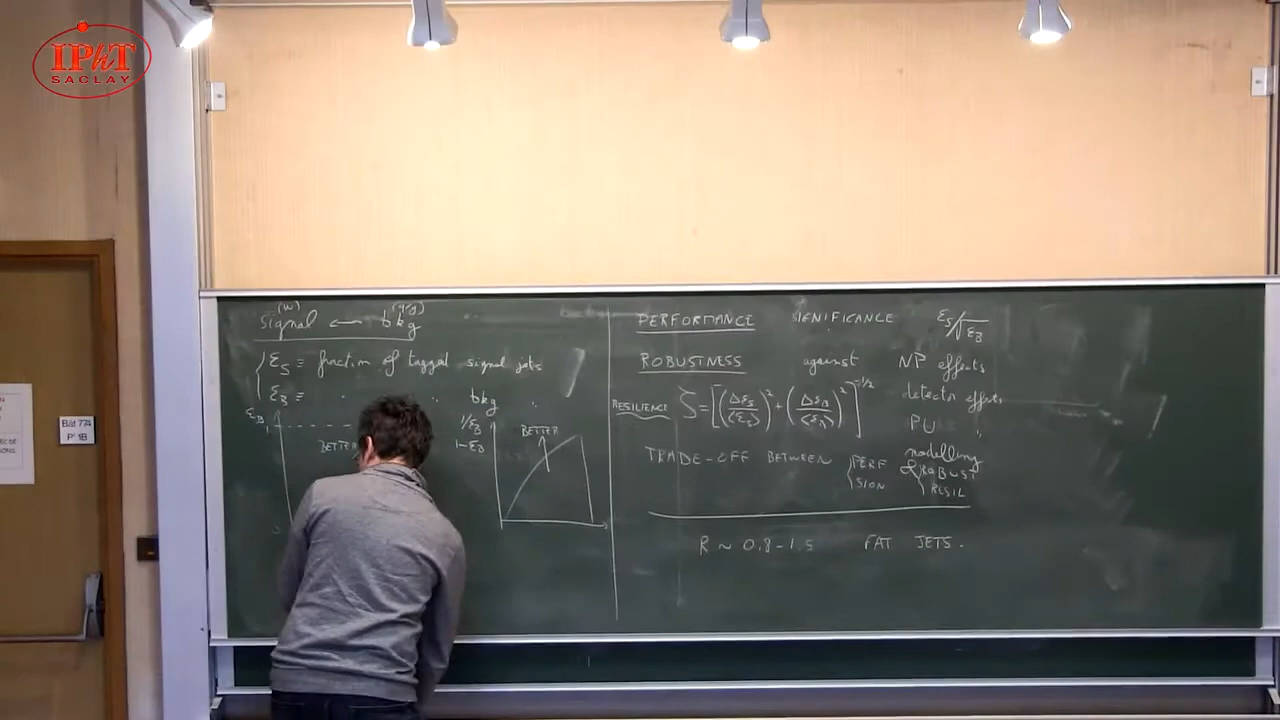 IPhT
SACLAY
Bât 774
(W) (q/g)
Signal ← bkg
ε_S ≡ fraction of tagged signal jets
ε_B ≡ " " bkg "
ε_B
1
BETTER
1/ε_B
1-ε_B
BETTER
PERFORMANCE SIGNIFICANCE ε_S/√ε_B
ROBUSTNESS against NP effects
detector effects
PU "
modelling
RESILIENCE ζ = [(Δε_S/⟨ε_S⟩)² + (Δε_B/⟨ε_B⟩)²]^{-1/2}
TRADE-OFF BETWEEN { PERF SIGN & { ROBUST RESIL
R ~ 0.8-1.5 FAT JETS.